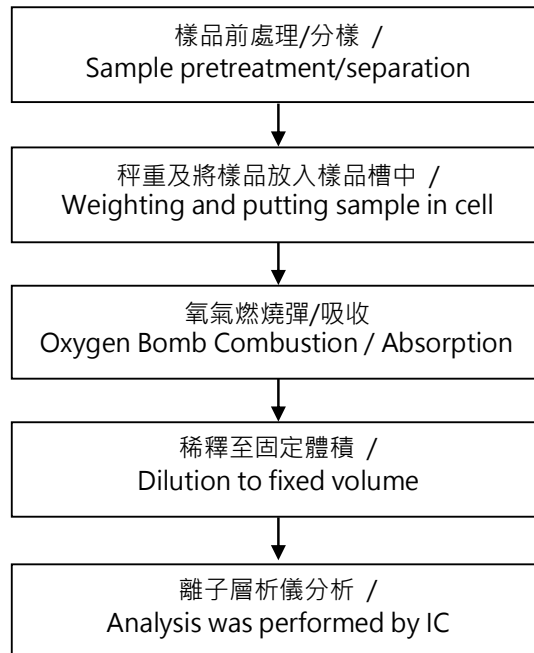 樣品前處理/分樣 /
Sample pretreatment/separation
秤重及將樣品放入樣品槽中 /
Weighting and putting sample in cell
氧氣燃燒彈/吸收
Oxygen Bomb Combustion / Absorption
稀釋至固定體積 /
Dilution to fixed volume
離子層析儀分析 /
Analysis was performed by IC